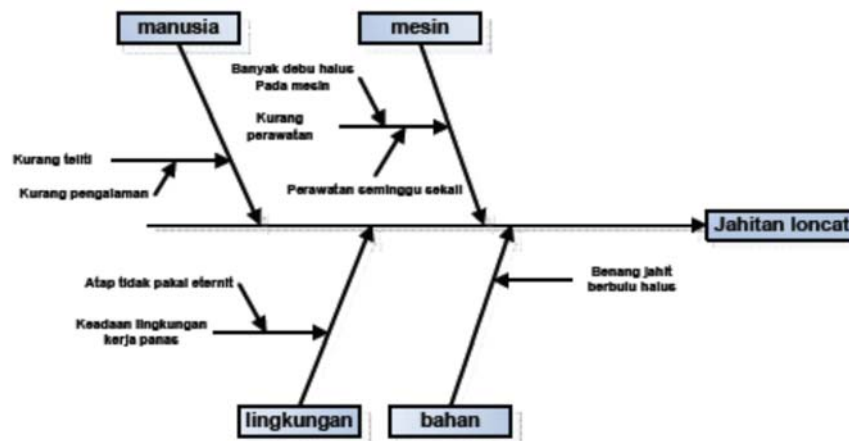 manusia
mesin
Banyak debu halus
Pada mesin
Kurang
perawatan
Kurang teliti
Kurang pengalaman
Perawatan seminggu sekali
Jahitan loncat
Atap tidak pakai eternit
Benang jahit
berbulu halus
Keadaan lingkungan
kerja panas
lingkungan
bahan